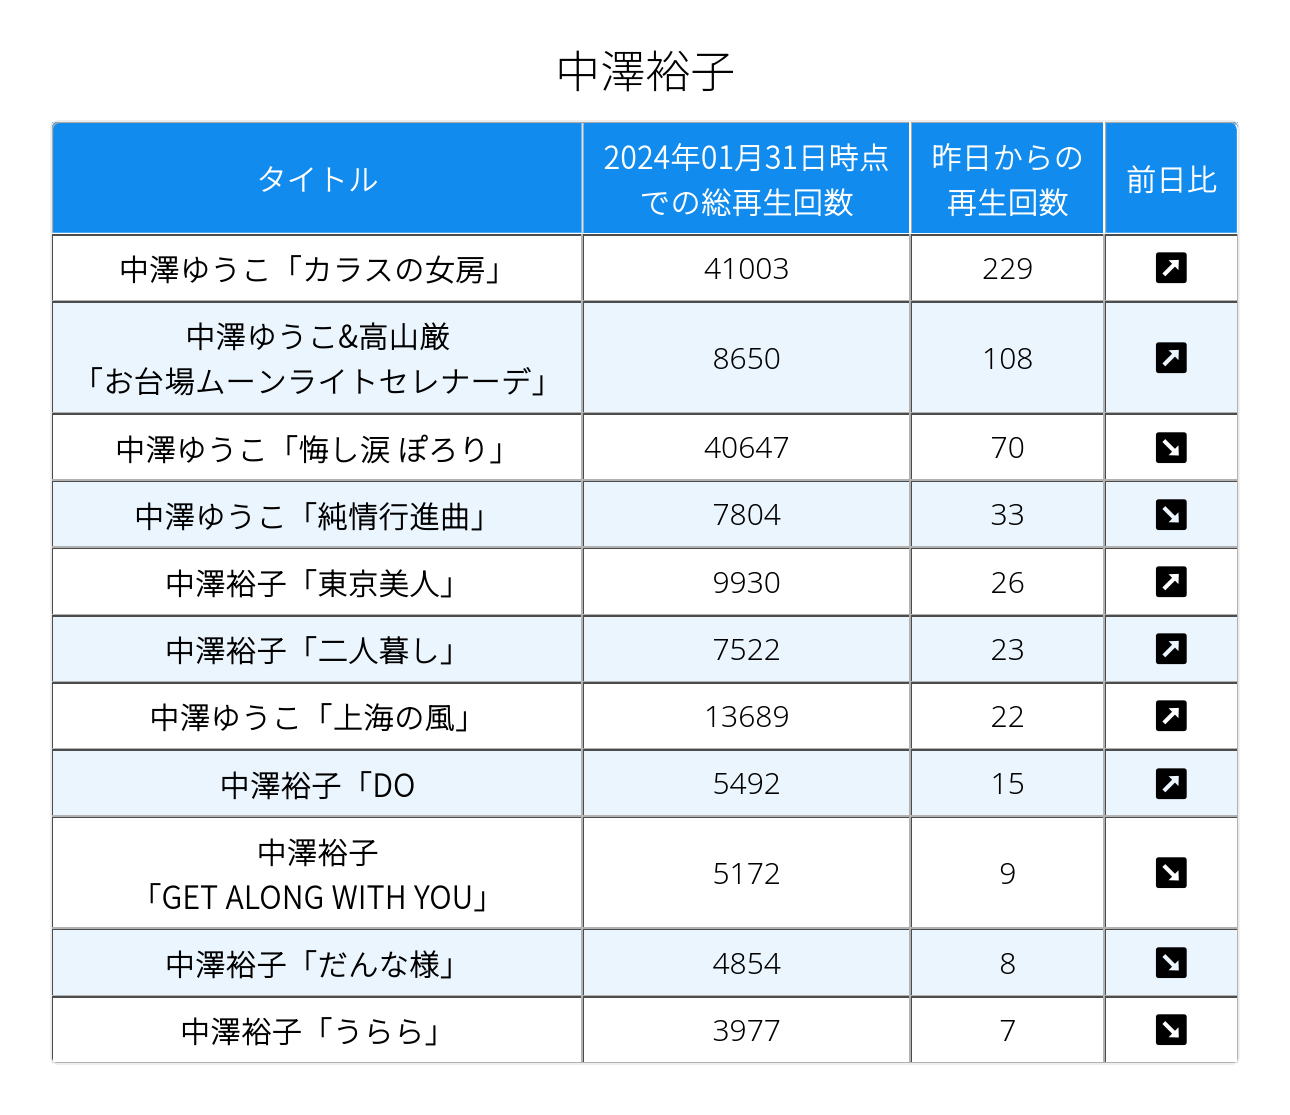 中澤裕子
タイトル
2024年01月31日時点
での総再生回数
昨日からの
再生回数
前日比
中澤ゆうこ「カラスの女房」 41003 229
中澤ゆうこ&高山厳
「お台場ムーンライトセレナーデ」 8650 108
中澤ゆうこ「悔し涙 ぽろり」 40647 70
中澤ゆうこ「純情行進曲」 7804 33
中澤裕子「東京美人」 9930 26
中澤裕子「二人暮し」 7522 23
中澤ゆうこ「上海の風」 13689 22
中澤裕子「DO 5492 15
中澤裕子
「GET ALONG WITH YOU」 5172 9
中澤裕子「だんな様」 4854 8
中澤裕子「うらら」 3977 7